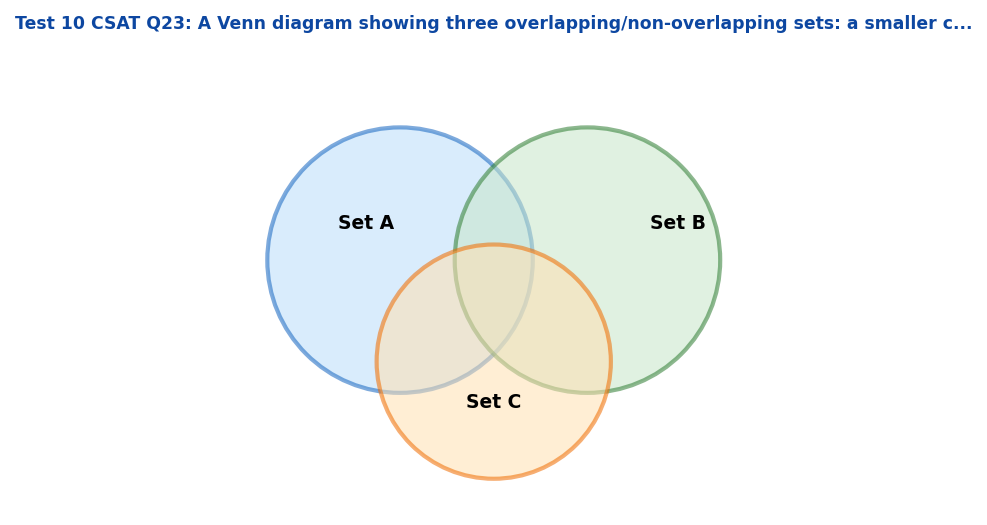 Test 10 CSAT Q23: A Venn diagram showing three overlapping/non-overlapping sets: a smaller c...
Set A
Set B
Set C